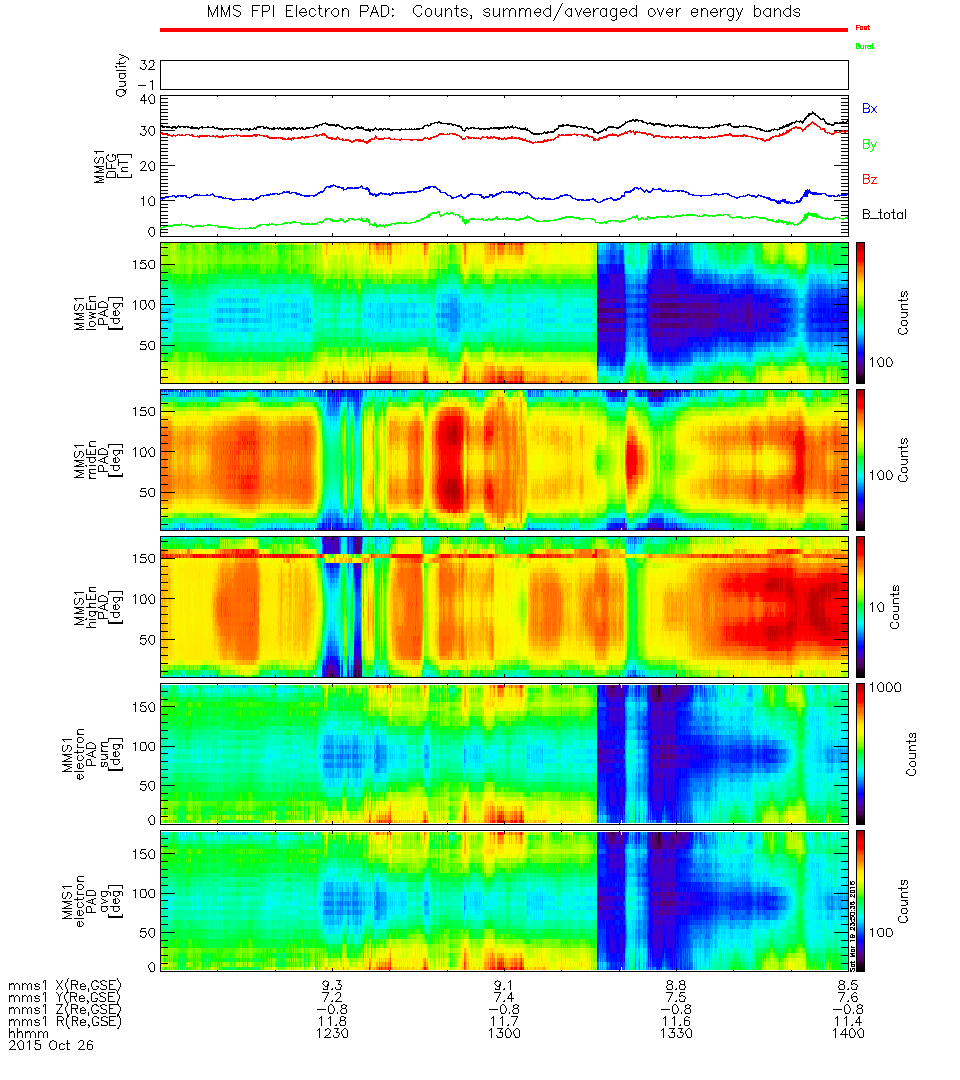 MMS FPI Electron PAD:  Counts, summed/averaged over energy bands
Fast
Burst
Quality
32
-1
MMS1
DFG
[nT]
40
30
20
10
0
Bx
By
Bz
B_total
MMS1
lowEn
PAD
[deg]
150
100
50
100
Counts
MMS1
midEn
PAD
[deg]
150
100
50
100
Counts
MMS1
highEn
PAD
[deg]
150
100
50
10
Counts
MMS1
electron
PAD
sum
[deg]
150
100
50
0
1000
Counts
MMS1
electron
PAD
avg
[deg]
150
100
50
0
100
Counts
Sat Mar 19 2016
mms1 X(Re,GSE) 9.3 9.1 8.8 8.5
mms1 Y(Re,GSE) 7.2 7.4 7.5 7.6
mms1 Z(Re,GSE) -0.8 -0.8 -0.8 -0.8
mms1 R(Re,GSE) 11.8 11.7 11.6 11.4
hhmm 1230 1300 1330 1400
2015 Oct 26